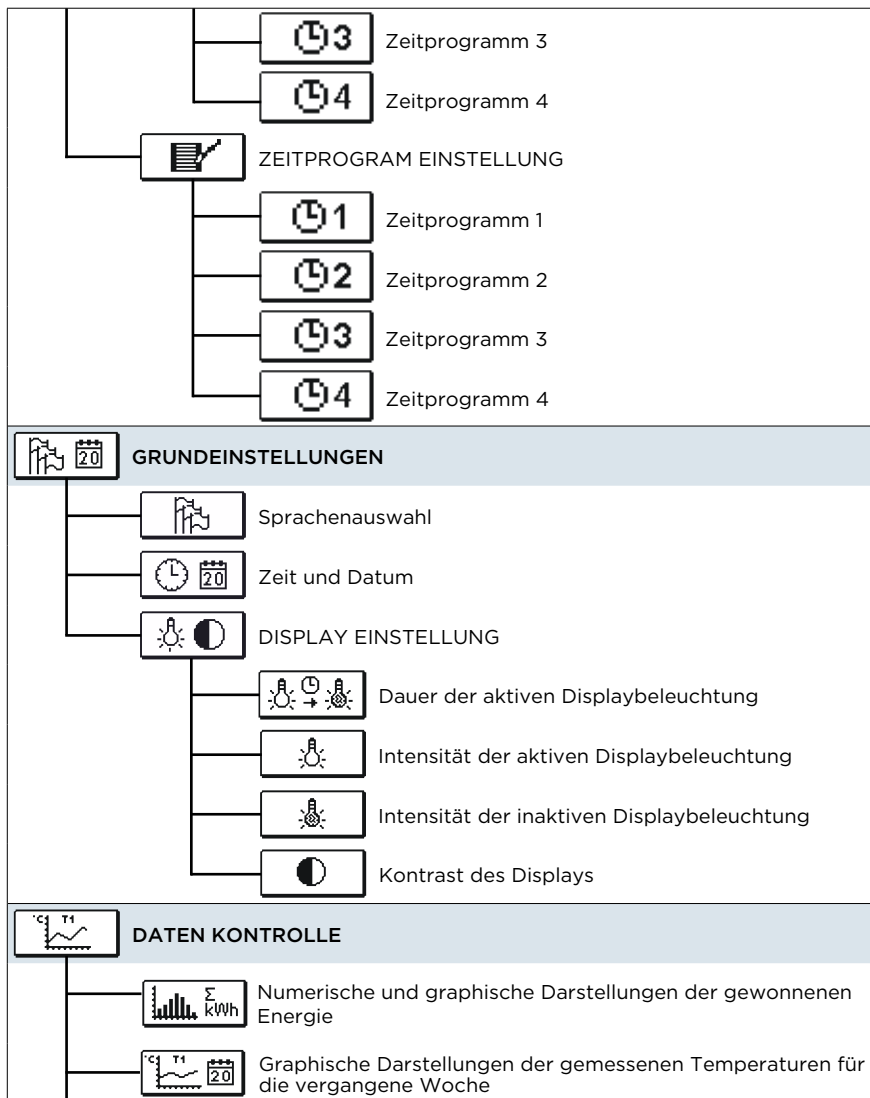 3 Zeitprogramm 3
4 Zeitprogramm 4
ZEITPROGRAM EINSTELLUNG
1 Zeitprogramm 1
2 Zeitprogramm 2
3 Zeitprogramm 3
4 Zeitprogramm 4
20 GRUNDEINSTELLUNGEN
Sprachenauswahl
20 Zeit und Datum
DISPLAY EINSTELLUNG
Dauer der aktiven Displaybeleuchtung
Intensität der aktiven Displaybeleuchtung
Intensität der inaktiven Displaybeleuchtung
Kontrast des Displays
°C T1 DATEN KONTROLLE
Σ kWh Numerische und graphische Darstellungen der gewonnenen
Energie
°C T1 20 Graphische Darstellungen der gemessenen Temperaturen für
die vergangene Woche